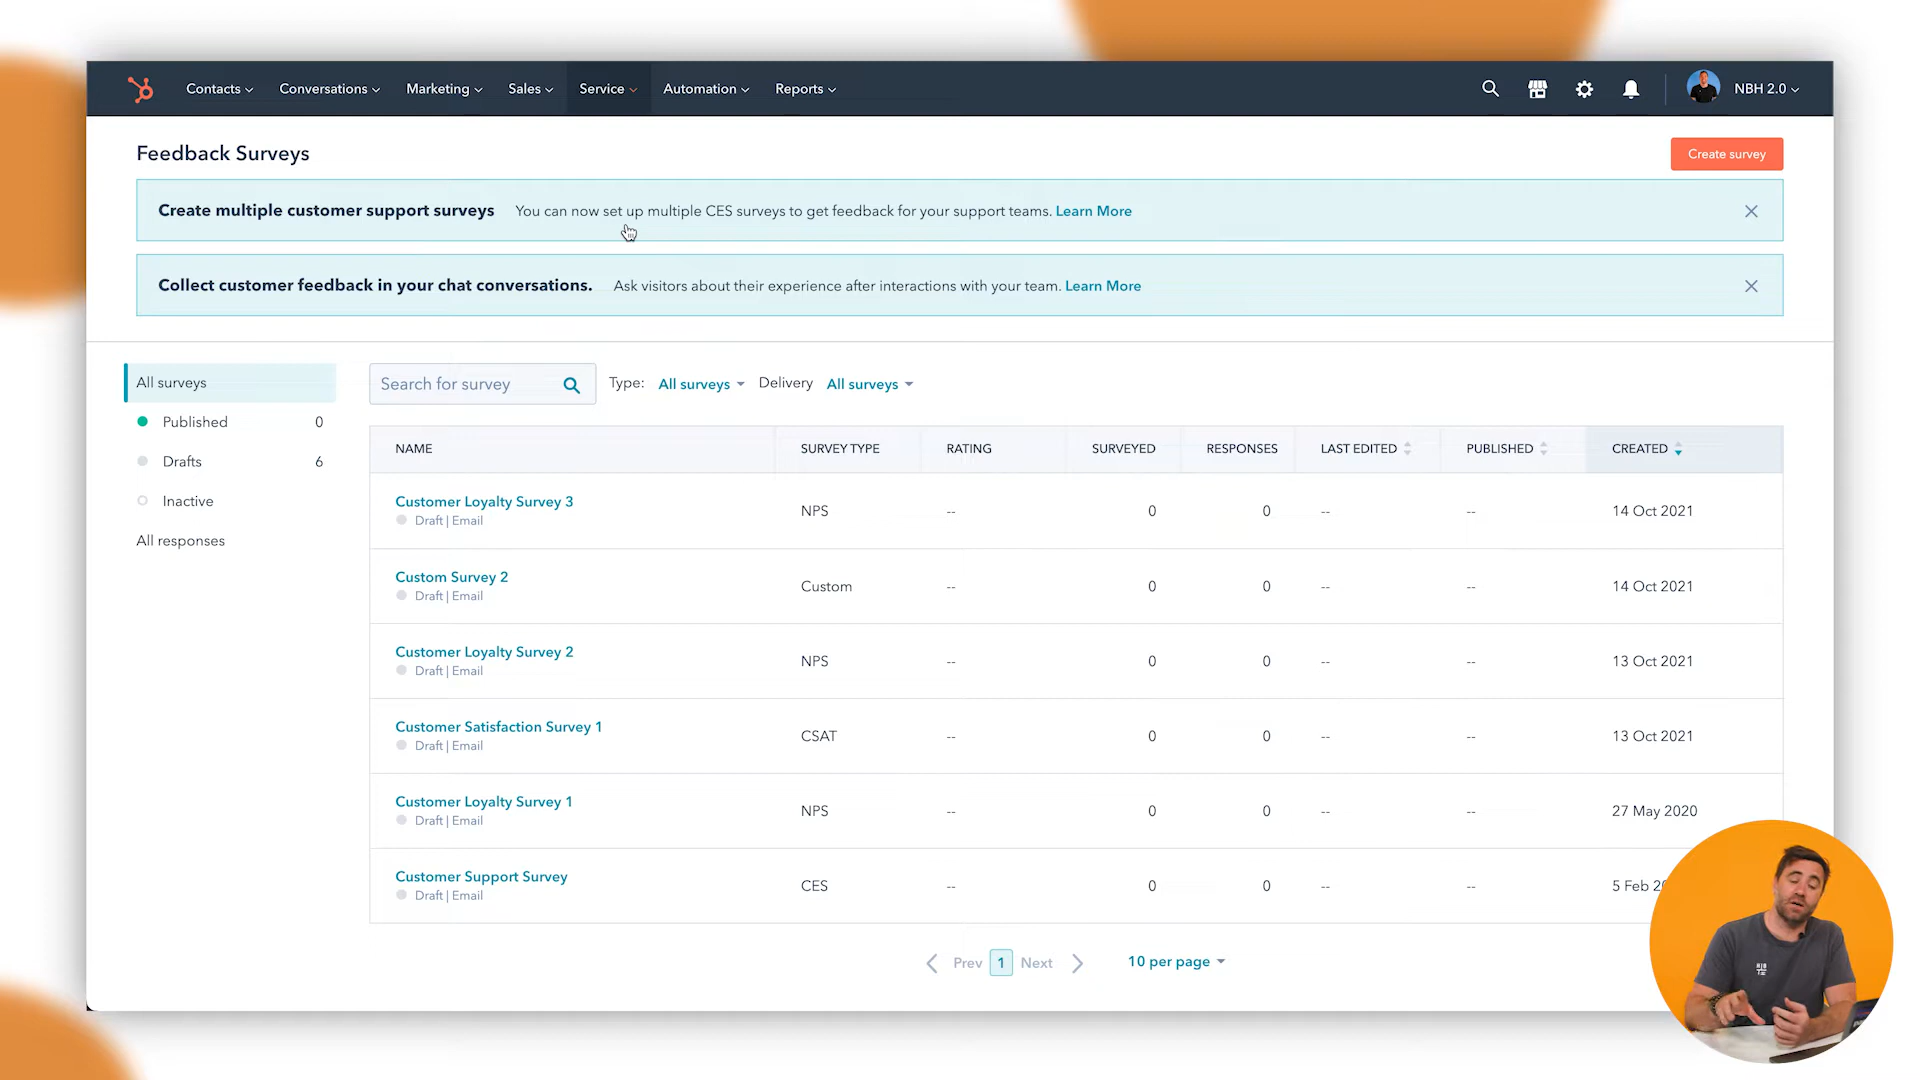 Contacts Conversations Marketing Sales Service Automation Reports NBH 2.0
Feedback Surveys
Create survey
Create multiple customer support surveys You can now set up multiple CES surveys to get feedback for your support teams. Learn More
Collect customer feedback in your chat conversations. Ask visitors about their experience after interactions with your team. Learn More
All surveys
Published 0
Drafts 6
Inactive
All responses
Search for survey Type: All surveys Delivery All surveys
NAME SURVEY TYPE RATING SURVEYED RESPONSES LAST EDITED PUBLISHED CREATED
Customer Loyalty Survey 3 NPS -- 0 0 -- -- 14 Oct 2021
Draft | Email
Custom Survey 2 Custom -- 0 0 -- -- 14 Oct 2021
Draft | Email
Customer Loyalty Survey 2 NPS -- 0 0 -- -- 13 Oct 2021
Draft | Email
Customer Satisfaction Survey 1 CSAT -- 0 0 -- -- 13 Oct 2021
Draft | Email
Customer Loyalty Survey 1 NPS -- 0 0 -- -- 27 May 2020
Draft | Email
Customer Support Survey CES -- 0 0 -- -- 5 Feb
Draft | Email
Prev 1 Next 10 per page